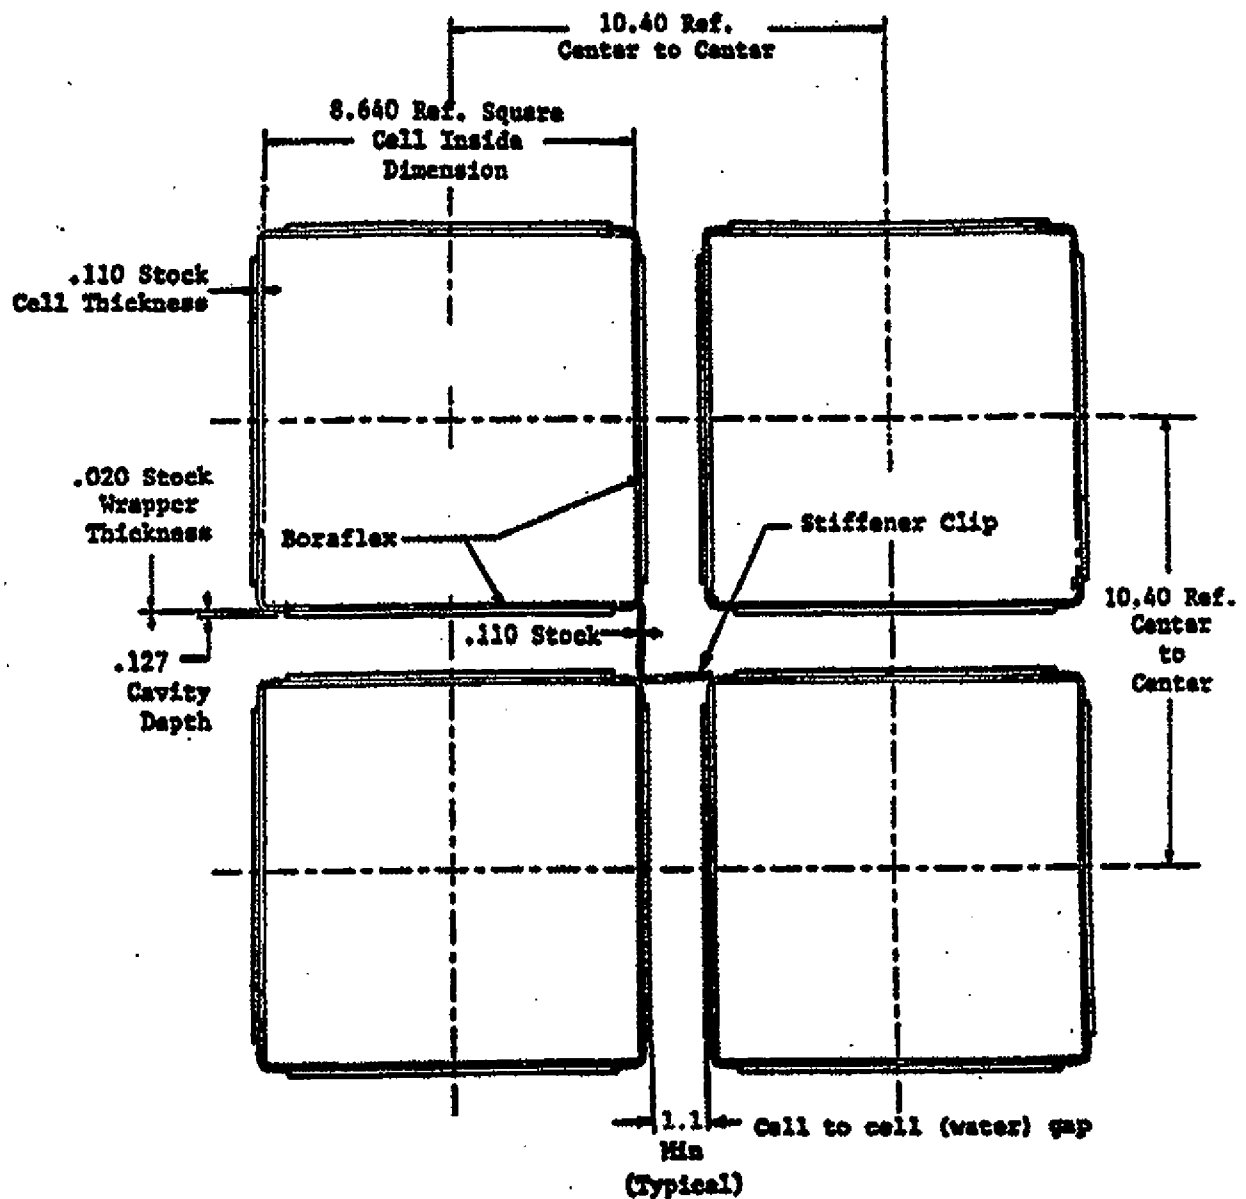 10.40 Ref.
Center to Center
8.640 Ref. Square
Cell Inside
Dimension
.110 Stock
Cell Thickness
.020 Stock
Wrapper
Thickness
Boraflex
Stiffener Clip
.110 Stock
.127
Cavity
Depth
10.40 Ref.
Center
to
Center
1.1
Min
(Typical)
Cell to cell (water) gap